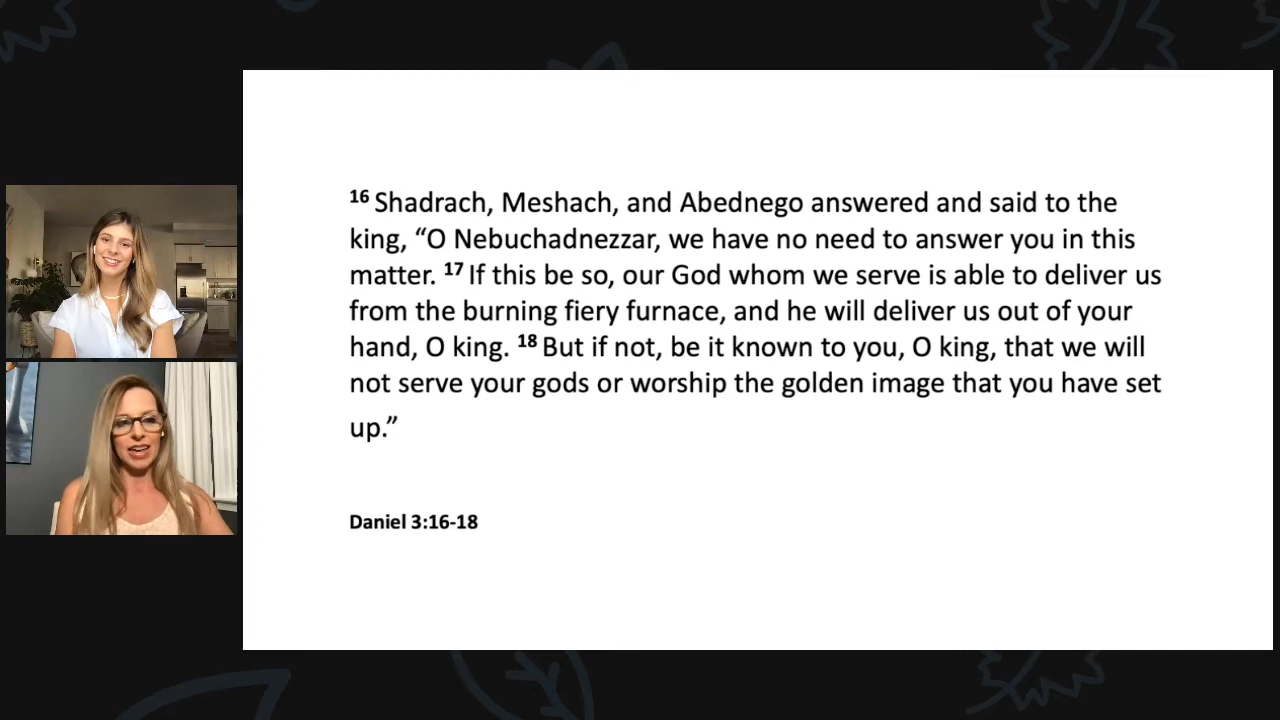 16 Shadrach, Meshach, and Abednego answered and said to the
king, “O Nebuchadnezzar, we have no need to answer you in this
matter. 17 If this be so, our God whom we serve is able to deliver us
from the burning fiery furnace, and he will deliver us out of your
hand, O king. 18 But if not, be it known to you, O king, that we will
not serve your gods or worship the golden image that you have set
up.”
Daniel 3:16-18